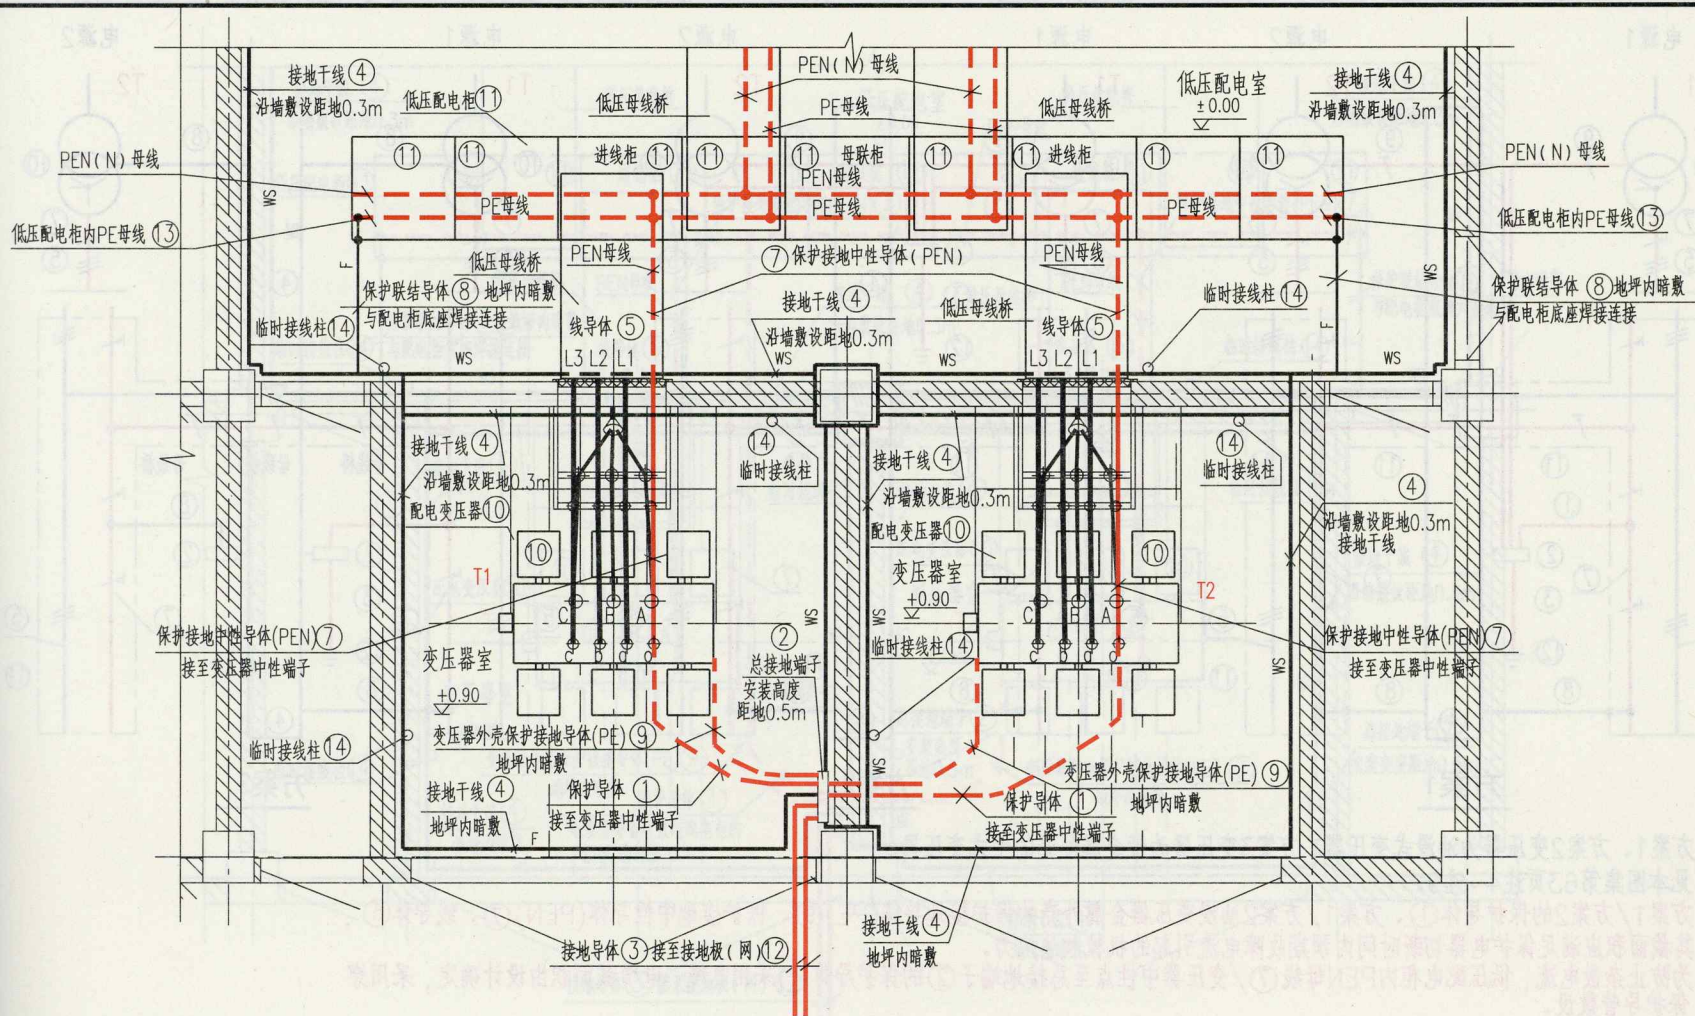 接地干线④
沿墙敷设距地0.3m
低压配电柜⑪
低压母线桥
PEN(N)母线
PE母线
低压母线桥
低压配电室
±0.00
接地干线④
沿墙敷设距地0.3m
PEN(N)母线
⑪
⑪
进线柜
⑪
⑪
⑪
母联柜
⑪
⑪
进线柜
⑪
⑪
⑪
PEN(N)母线
PEN母线
WS
PE母线
PE母线
PE母线
低压配电柜内PE母线⑬
低压配电柜内PE母线⑬
PEN母线
⑦保护接地中性导体(PEN)
PEN母线
F
低压母线桥
WS
保护联结导体⑧地坪内暗敷
与配电柜底座焊接连接
接地干线④
沿墙敷设距地0.3m
低压母线桥
临时接线柱⑭
保护联结导体⑧地坪内暗敷
与配电柜底座焊接连接
临时接线柱⑭
线导体⑤
线导体⑤
F
WS
L3 L2 L1
WS
WS
L3 L2 L1
WS
接地干线④
沿墙敷设距地0.3m
⑭
临时接线柱
接地干线④
沿墙敷设距地0.3m
⑭
临时接线柱
④
沿墙敷设距地0.3m
接地干线
配电变压器⑩
配电变压器⑩
⑩
⑩
T1
变压器室
+0.90
T2
C B A
C B A
WS
WS
保护接地中性导体(PEN)⑦
接至变压器中性端子
变压器室
+0.90
②
总接地端子
安装高度
距地0.5m
临时接线柱⑭
保护接地中性导体(PEN)⑦
接至变压器中性端子
WS
c b a o
c b a o
临时接线柱⑭
变压器外壳保护接地导体(PE)⑨
地坪内暗敷
WS
变压器外壳保护接地导体(PE)⑨
地坪内暗敷
接地干线④
地坪内暗敷
保护导体①
接至变压器中性端子
保护导体①
接至变压器中性端子
F
接地导体③接至接地极(网)⑫
接地干线④
地坪内暗敷